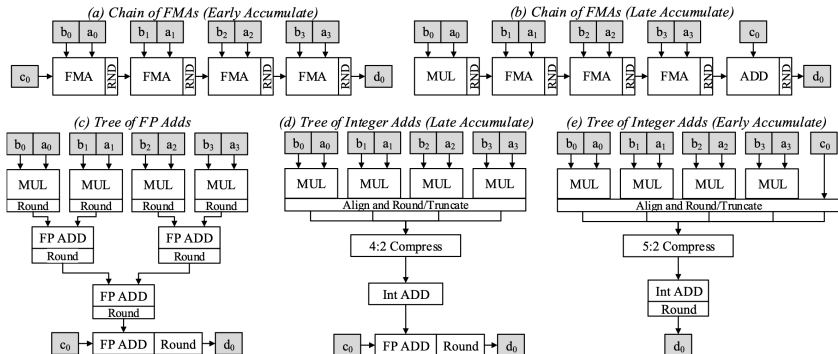 (a) Chain of FMAs (Early Accumulate)
b0 a0 b1 a1 b2 a2 b3 a3
c0 FMA RND FMA RND FMA RND FMA RND d0
(b) Chain of FMAs (Late Accumulate)
b0 a0 b1 a1 b2 a2 b3 a3 c0
MUL RND FMA RND FMA RND FMA RND ADD RND d0
(c) Tree of FP Adds
b0 a0 b1 a1 b2 a2 b3 a3
MUL MUL MUL MUL
Round Round Round Round
FP ADD FP ADD
Round Round
FP ADD
Round
c0 FP ADD Round d0
(d) Tree of Integer Adds (Late Accumulate)
b0 a0 b1 a1 b2 a2 b3 a3
MUL MUL MUL MUL
Align and Round/Truncate
4:2 Compress
Int ADD
c0 FP ADD Round d0
(e) Tree of Integer Adds (Early Accumulate)
b0 a0 b1 a1 b2 a2 b3 a3 c0
MUL MUL MUL MUL
Align and Round/Truncate
5:2 Compress
Int ADD
Round
d0